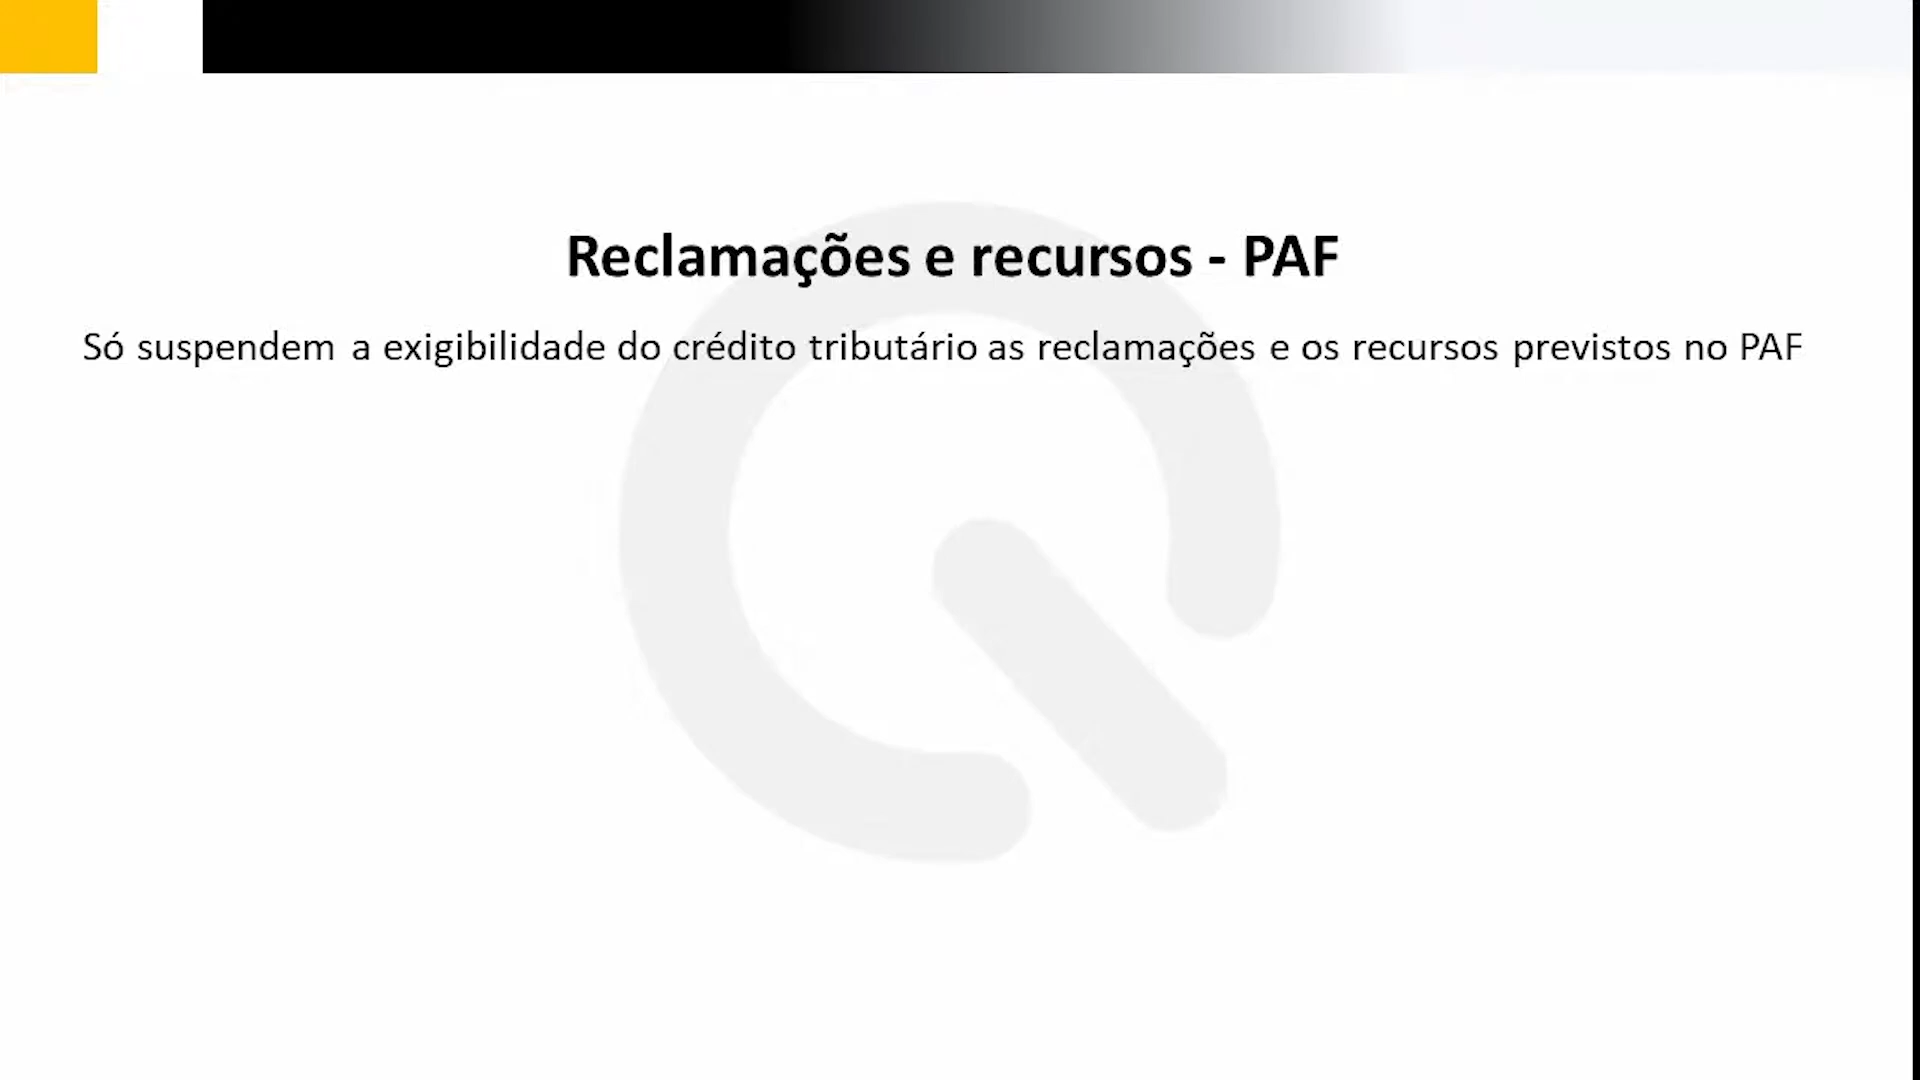 Reclamações e recursos - PAF
Só suspendem a exigibilidade do crédito tributário as reclamações e os recursos previstos no PAF